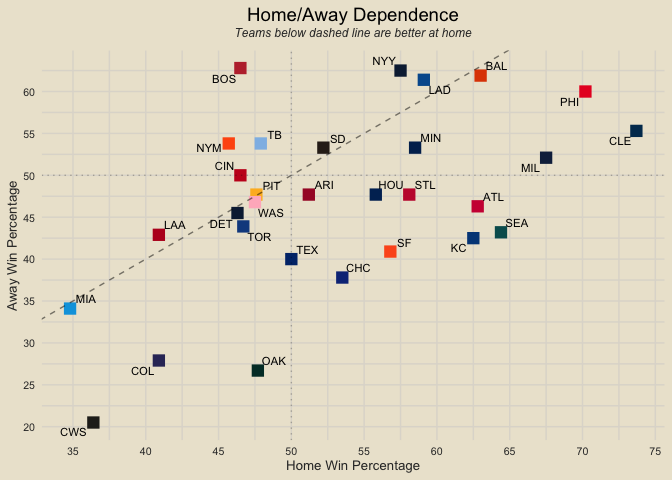 Home/Away Dependence
Teams below dashed line are better at home
NYY
BAL
BOS
LAD
PHI
TB
SD
MIN
CLE
NYM
MIL
CIN
PIT
ARI
HOU
STL
ATL
WAS
DET
LAA
TOR
SEA
KC
SF
TEX
CHC
MIA
COL
OAK
CWS
60
55
50
45
40
35
30
25
20
Away Win Percentage
35
40
45
50
55
60
65
70
75
Home Win Percentage